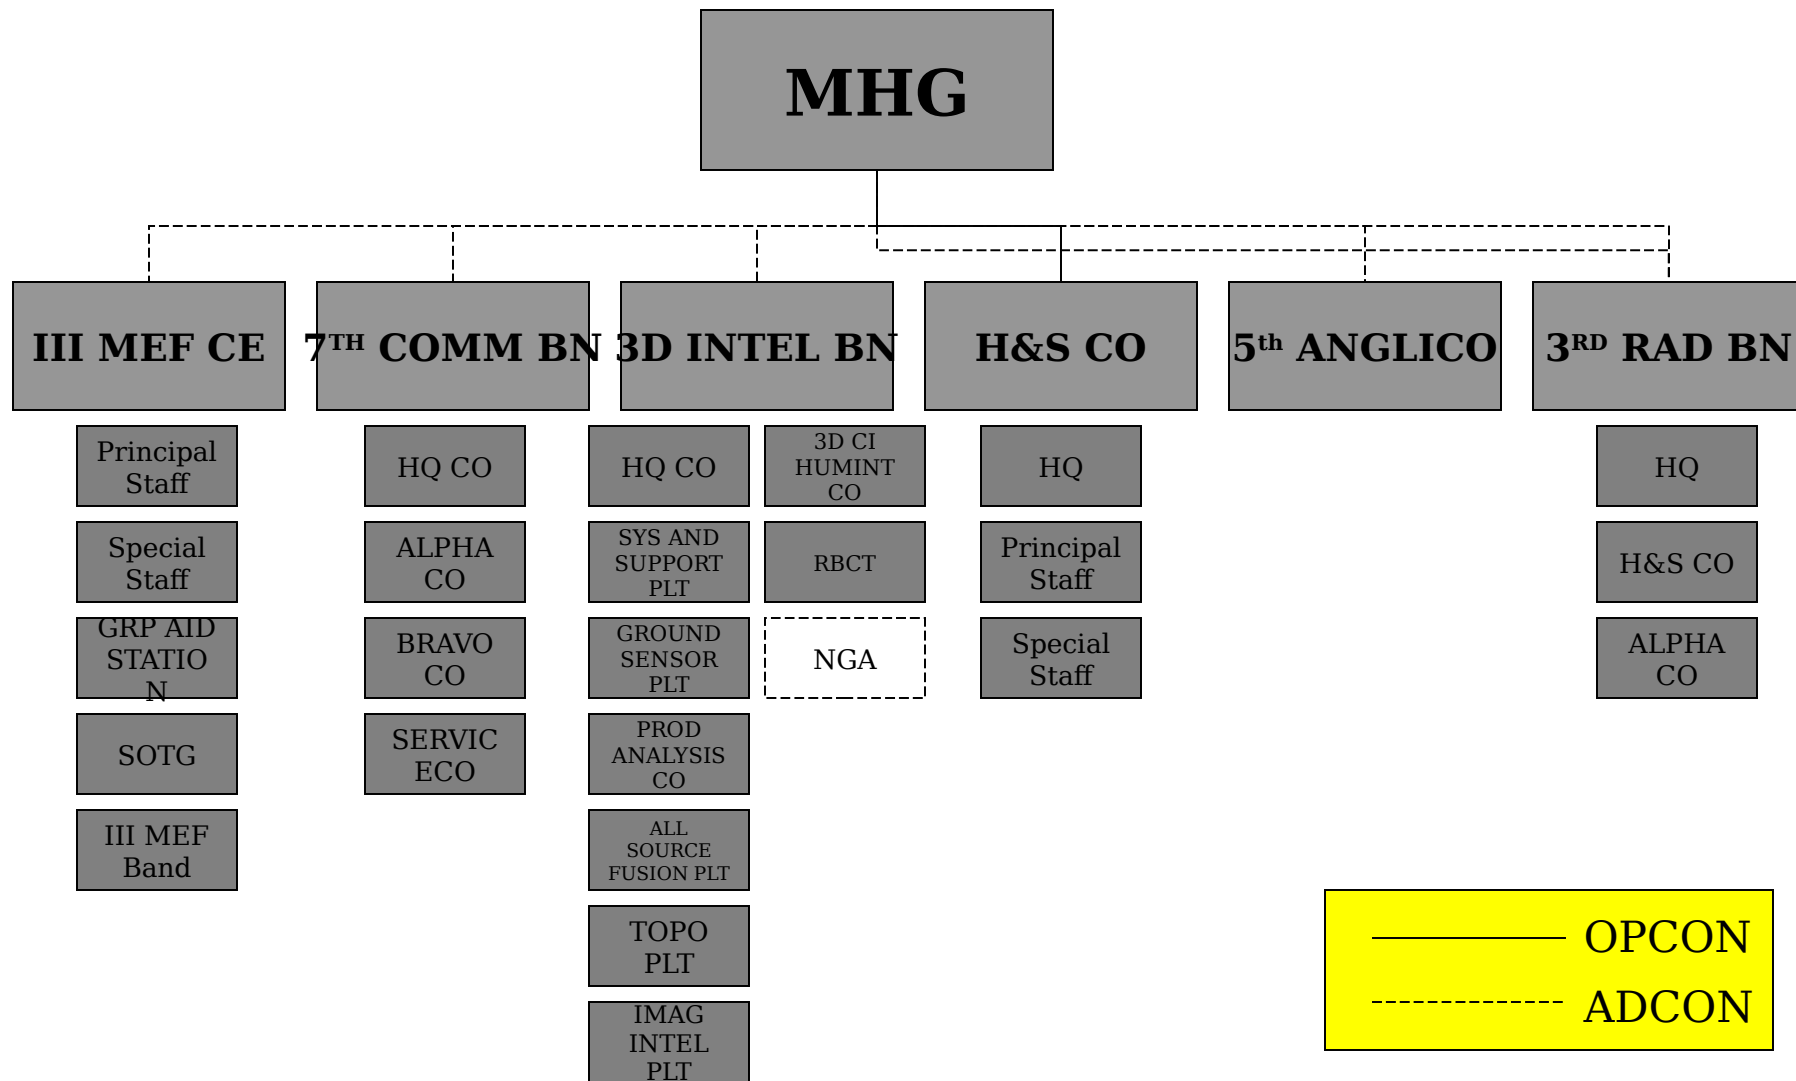 MHG
III MEF CE
7TH COMM BN
3D INTEL BN
H&S CO
5th ANGLICO
3RD RAD BN
Principal
Staff
Special
Staff
GRP AID
STATIO
N
SOTG
III MEF
Band
HQ CO
ALPHA
CO
BRAVO
CO
SERVIC
ECO
HQ CO
SYS AND
SUPPORT
PLT
GROUND
SENSOR
PLT
PROD
ANALYSIS
CO
ALL
SOURCE
FUSION PLT
TOPO
PLT
IMAG
INTEL
PLT
3D CI
HUMINT
CO
RBCT
NGA
HQ
Principal
Staff
Special
Staff
HQ
H&S CO
ALPHA
CO
OPCON
ADCON